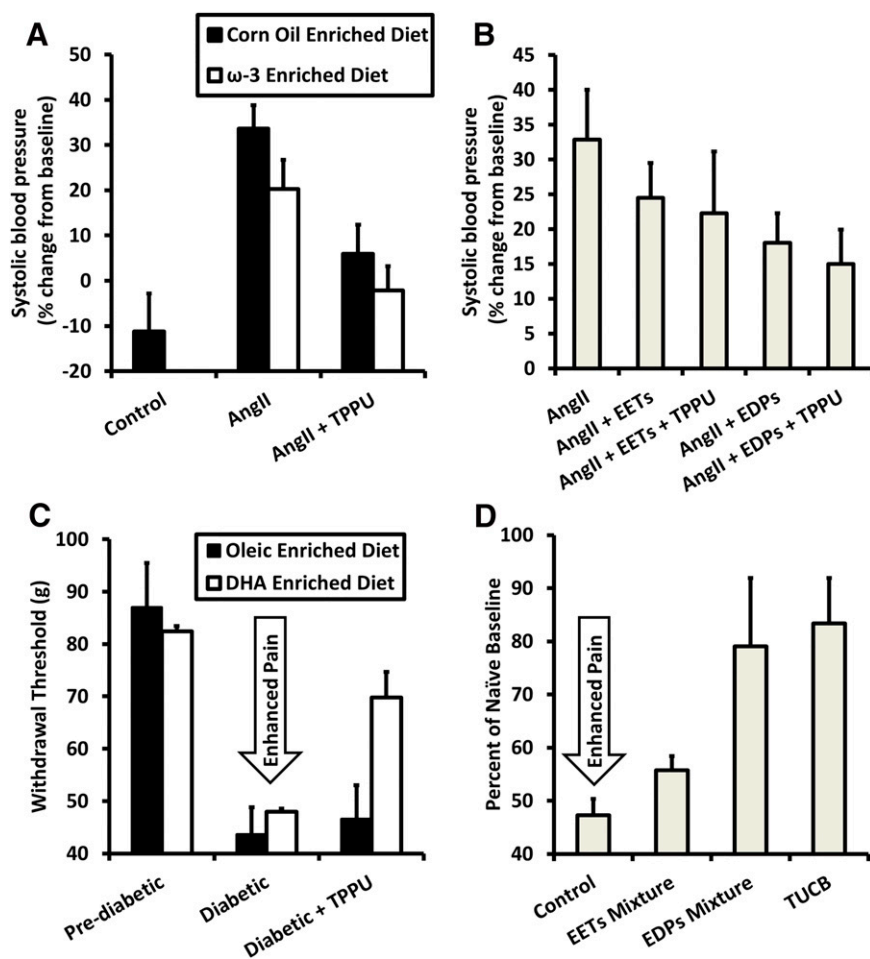 A
Corn Oil Enriched Diet
ω-3 Enriched Diet
Systolic blood pressure
(% change from baseline)
50
40
30
20
10
0
-10
-20
Control
AngII
AngII + TPPU
B
Systolic blood pressure
(% change from baseline)
45
40
35
30
25
20
15
10
5
0
AngII
AngII + EETs
AngII + EETs + TPPU
AngII + EDPs
AngII + EDPs + TPPU
C
Oleic Enriched Diet
DHA Enriched Diet
Withdrawal Threshold (g)
100
90
80
70
60
50
40
Enhanced Pain
Pre-diabetic
Diabetic
Diabetic + TPPU
D
Percent of Naïve Baseline
100
90
80
70
60
50
40
Enhanced Pain
Control
EETs Mixture
EDPs Mixture
TUCB